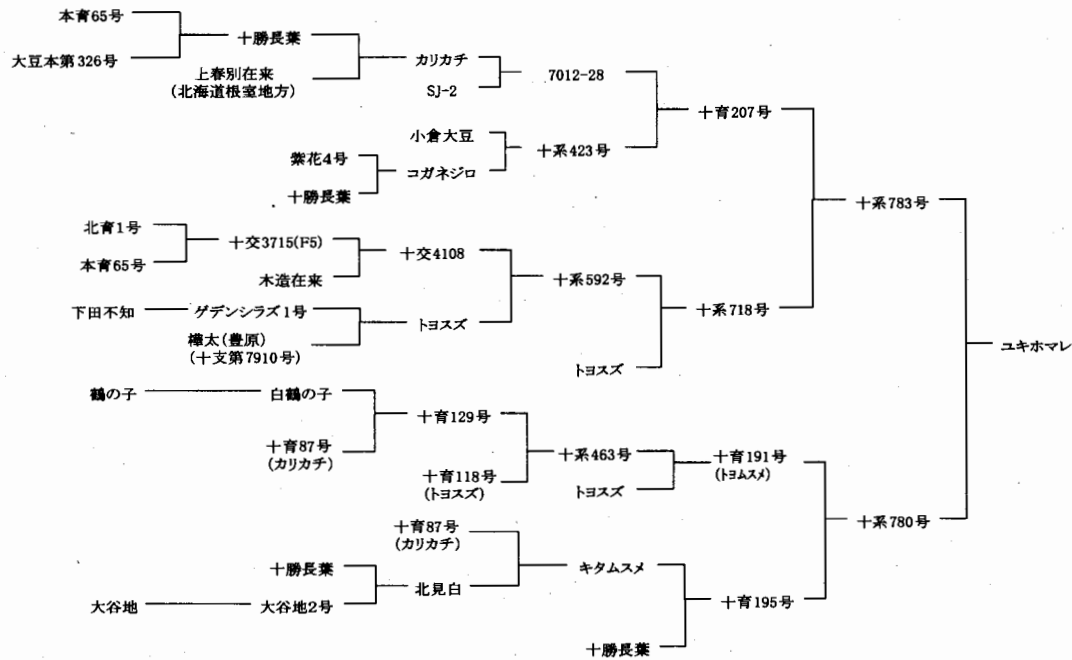 本育65号
大豆本第326号
十勝長葉
上春別在来
(北海道根室地方)
カリカチ
SJ-2
7012-28
小倉大豆
紫花4号
十勝長葉
コガネジロ
十系423号
十育207号
北育1号
本育65号
十交3715(F5)
木造在来
十交4108
下田不知
ゲデンシラズ1号
樺太(豊原)
(十支第7910号)
トヨスズ
十系592号
トヨスズ
十系718号
十系783号
ユキホマレ
鶴の子
白鶴の子
十育87号
(カリカチ)
十育129号
十育118号
(トヨスズ)
十系463号
トヨスズ
十育191号
(トヨムスメ)
十育87号
(カリカチ)
十勝長葉
大谷地
大谷地2号
北見白
キタムスメ
十勝長葉
十育195号
十系780号